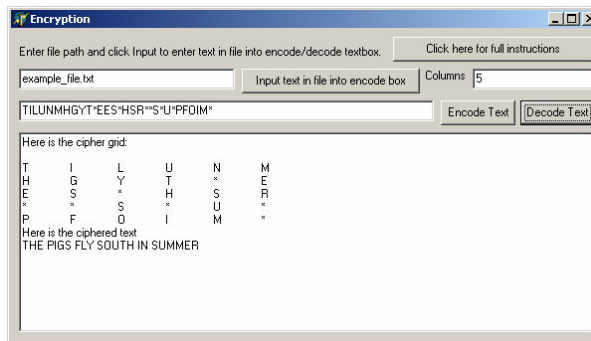 Encryption
Enter file path and click Input to enter text in file into encode/decode textbox.
Click here for full instructions
example_file.txt
Input text in file into encode box
Columns
5
TILUNMHGYT*EES*HSR**S*U*PFOIM*
Encode Text
Decode Text
Here is the cipher grid:
T I L U N M
H G Y T * E
E S * H S R
* * S * U *
P F O I M *
Here is the ciphered text
THE PIGS FLY SOUTH IN SUMMER